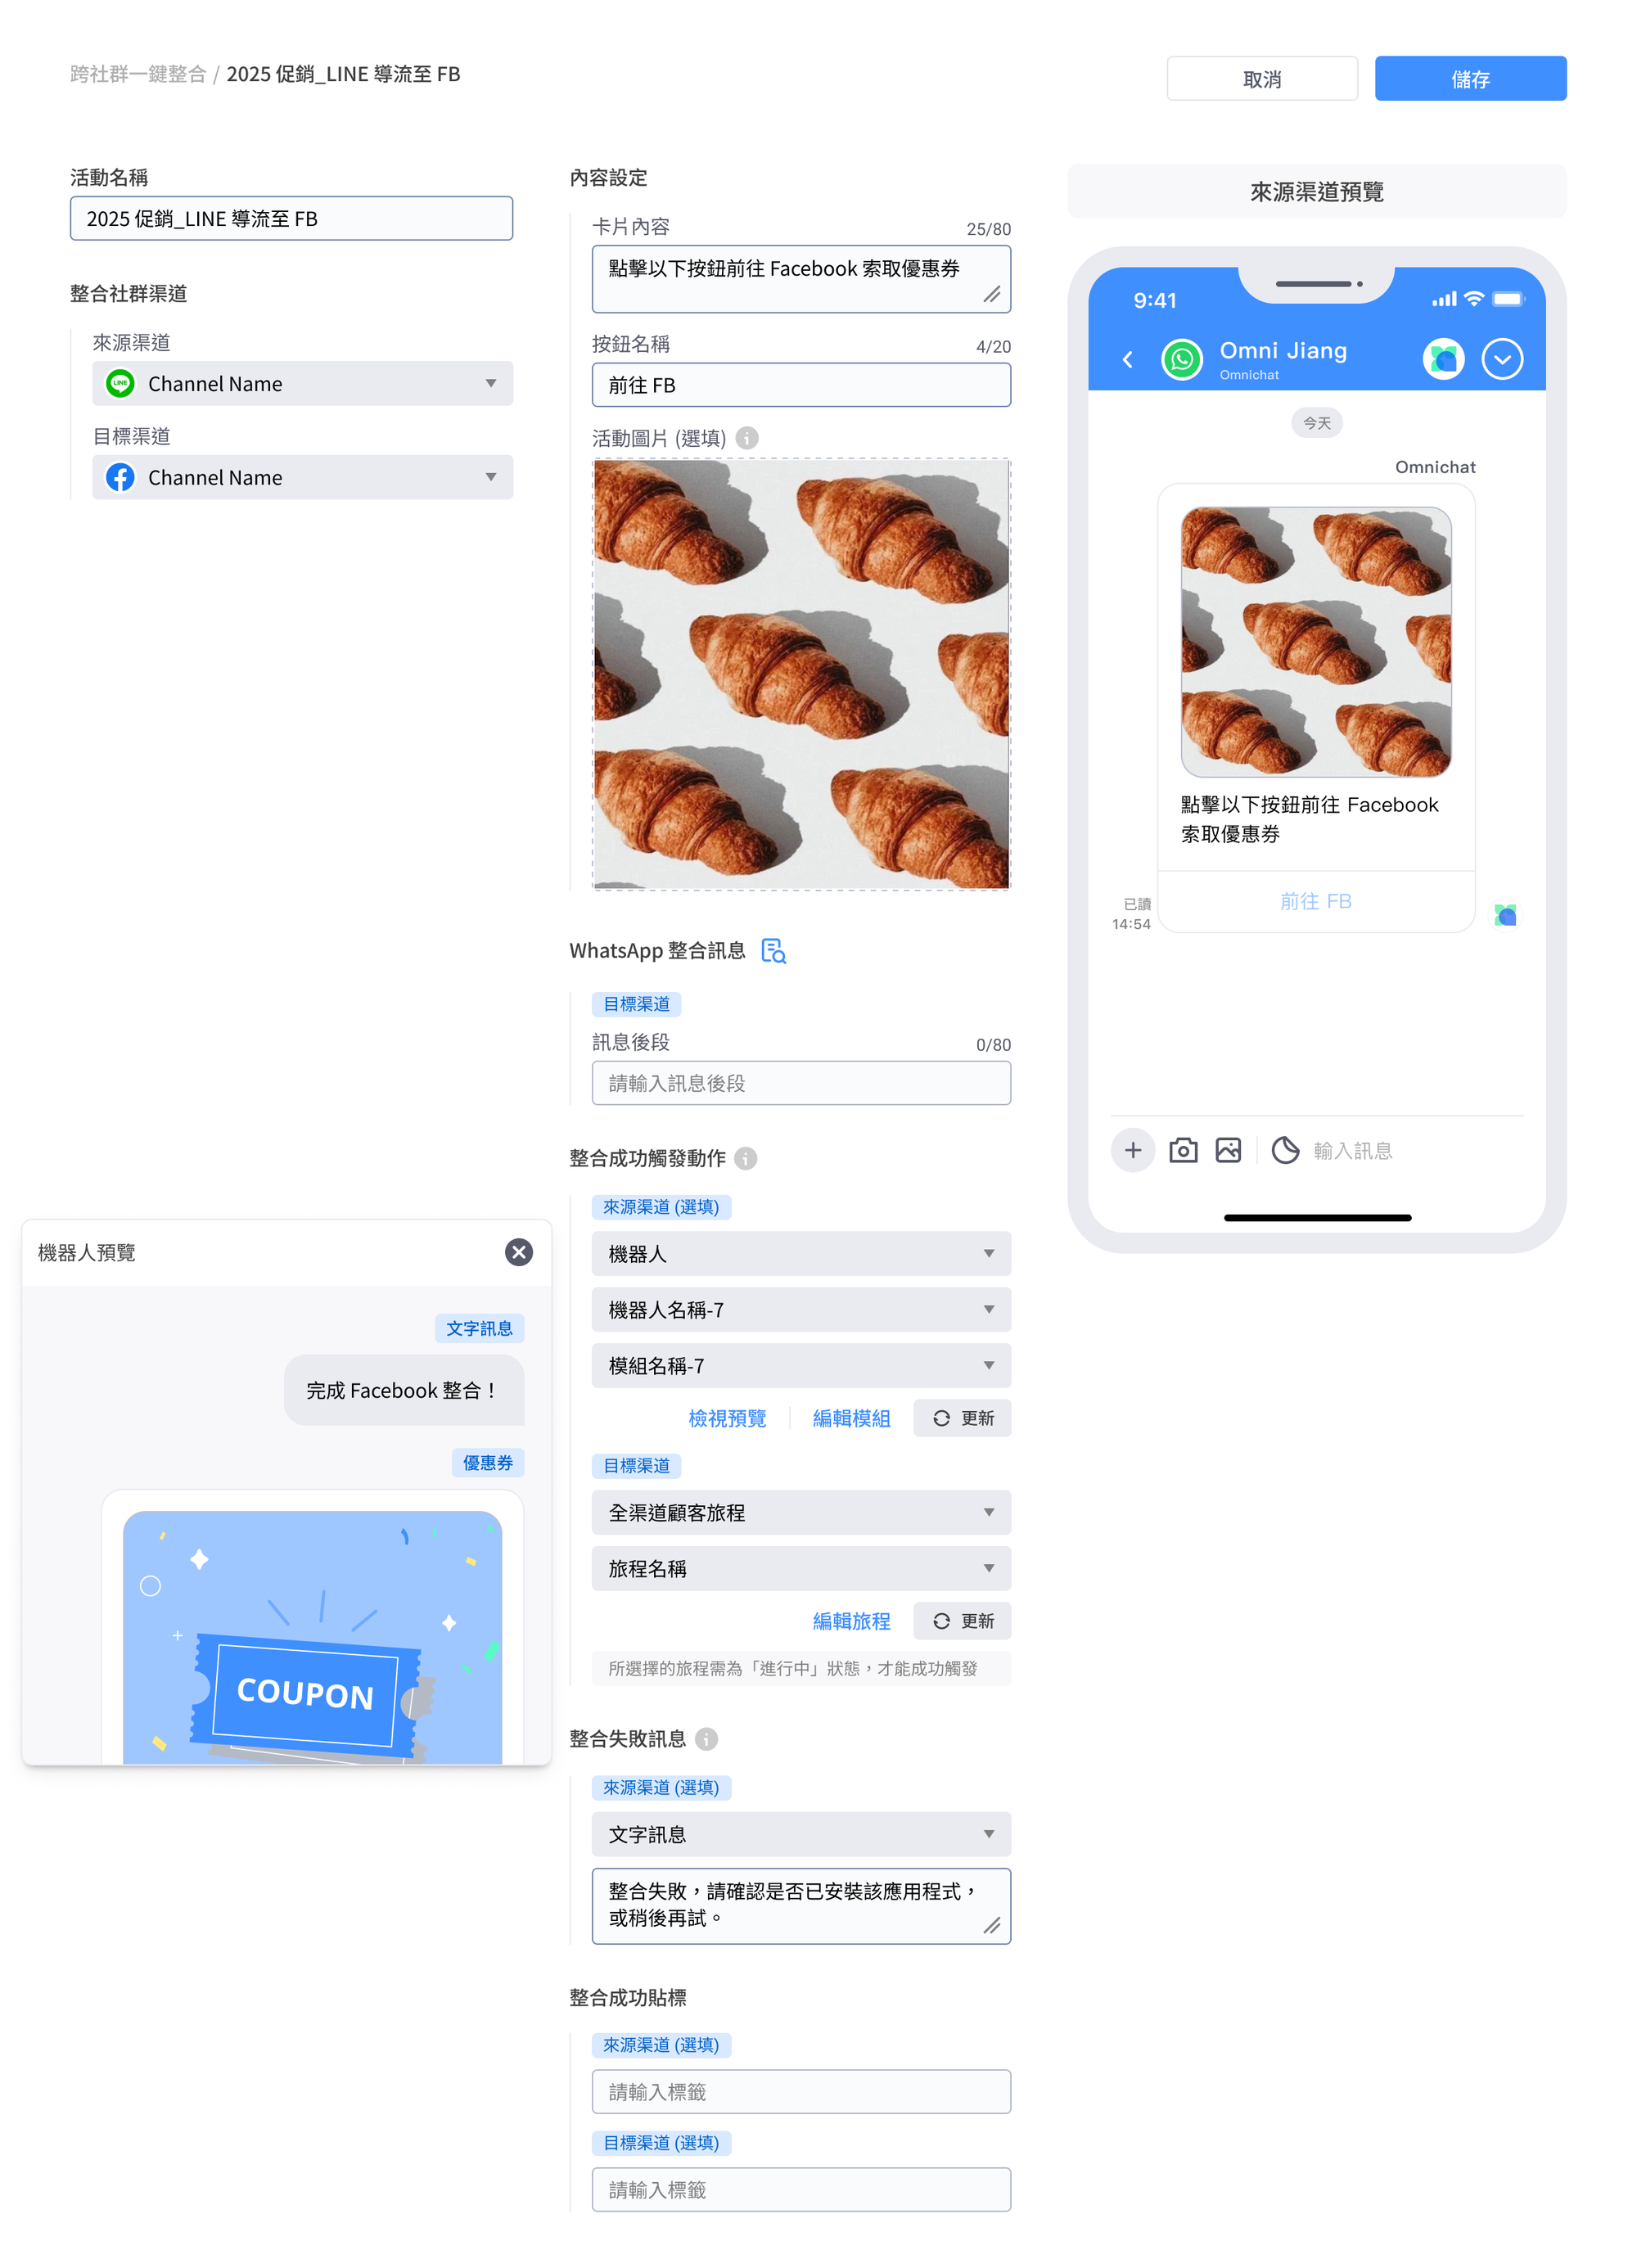 跨社群一鍵整合 / 2025 促銷_LINE 導流至 FB
取消
儲存
活動名稱
2025 促銷_LINE 導流至 FB
整合社群渠道
來源渠道
LINE
Channel Name
目標渠道
Channel Name
內容設定
卡片內容
25/80
點擊以下按鈕前往 Facebook 索取優惠券
按鈕名稱
4/20
前往 FB
活動圖片 (選填)
WhatsApp 整合訊息
目標渠道
訊息後段
0/80
請輸入訊息後段
整合成功觸發動作
來源渠道 (選填)
機器人
機器人名稱-7
模組名稱-7
檢視預覽
編輯模組
更新
目標渠道
全渠道顧客旅程
旅程名稱
編輯旅程
更新
所選擇的旅程需為「進行中」狀態，才能成功觸發
整合失敗訊息
來源渠道 (選填)
文字訊息
整合失敗，請確認是否已安裝該應用程式，
或稍後再試。
整合成功貼標
來源渠道 (選填)
請輸入標籤
目標渠道 (選填)
請輸入標籤
機器人預覽
文字訊息
完成 Facebook 整合！
優惠券
COUPON
來源渠道預覽
9:41
Omni Jiang
Omnichat
今天
Omnichat
點擊以下按鈕前往 Facebook
索取優惠券
前往 FB
已讀
14:54
輸入訊息